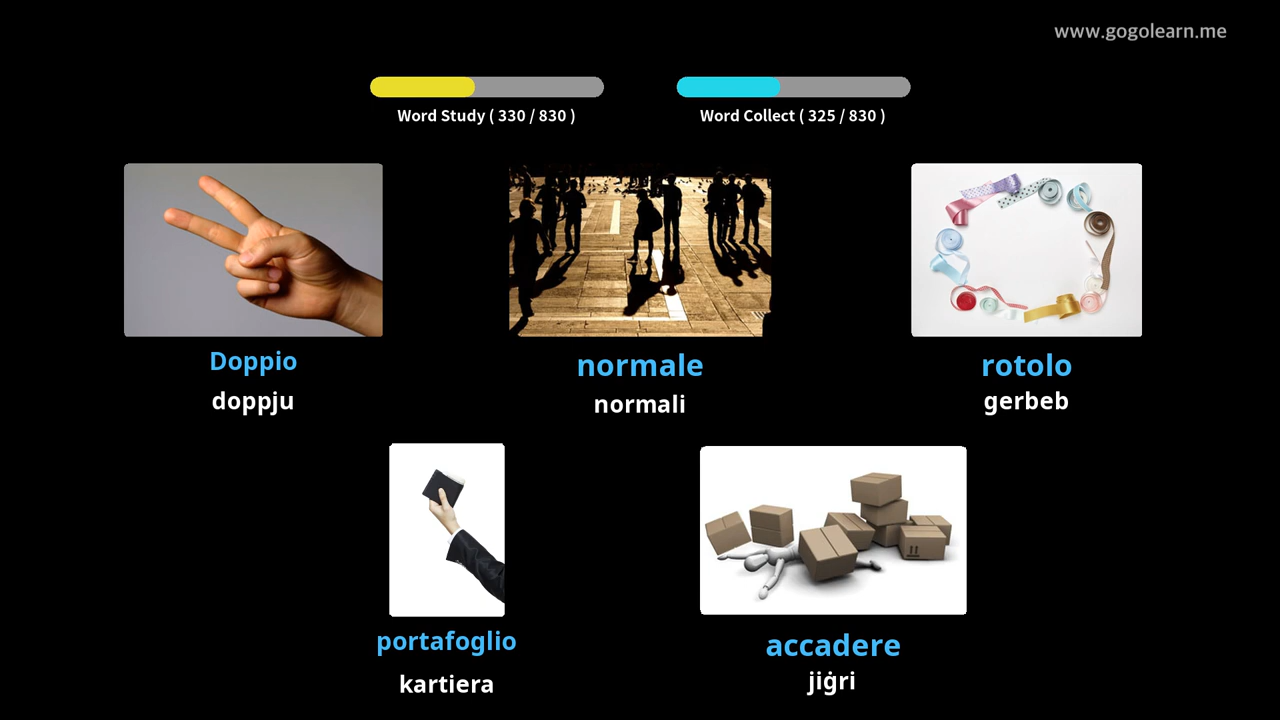 www.gogolearn.me
Word Study ( 330 / 830 )
Word Collect ( 325 / 830 )
Doppio
doppju
normale
normali
rotolo
gerbeb
portafoglio
kartiera
accadere
jiġri